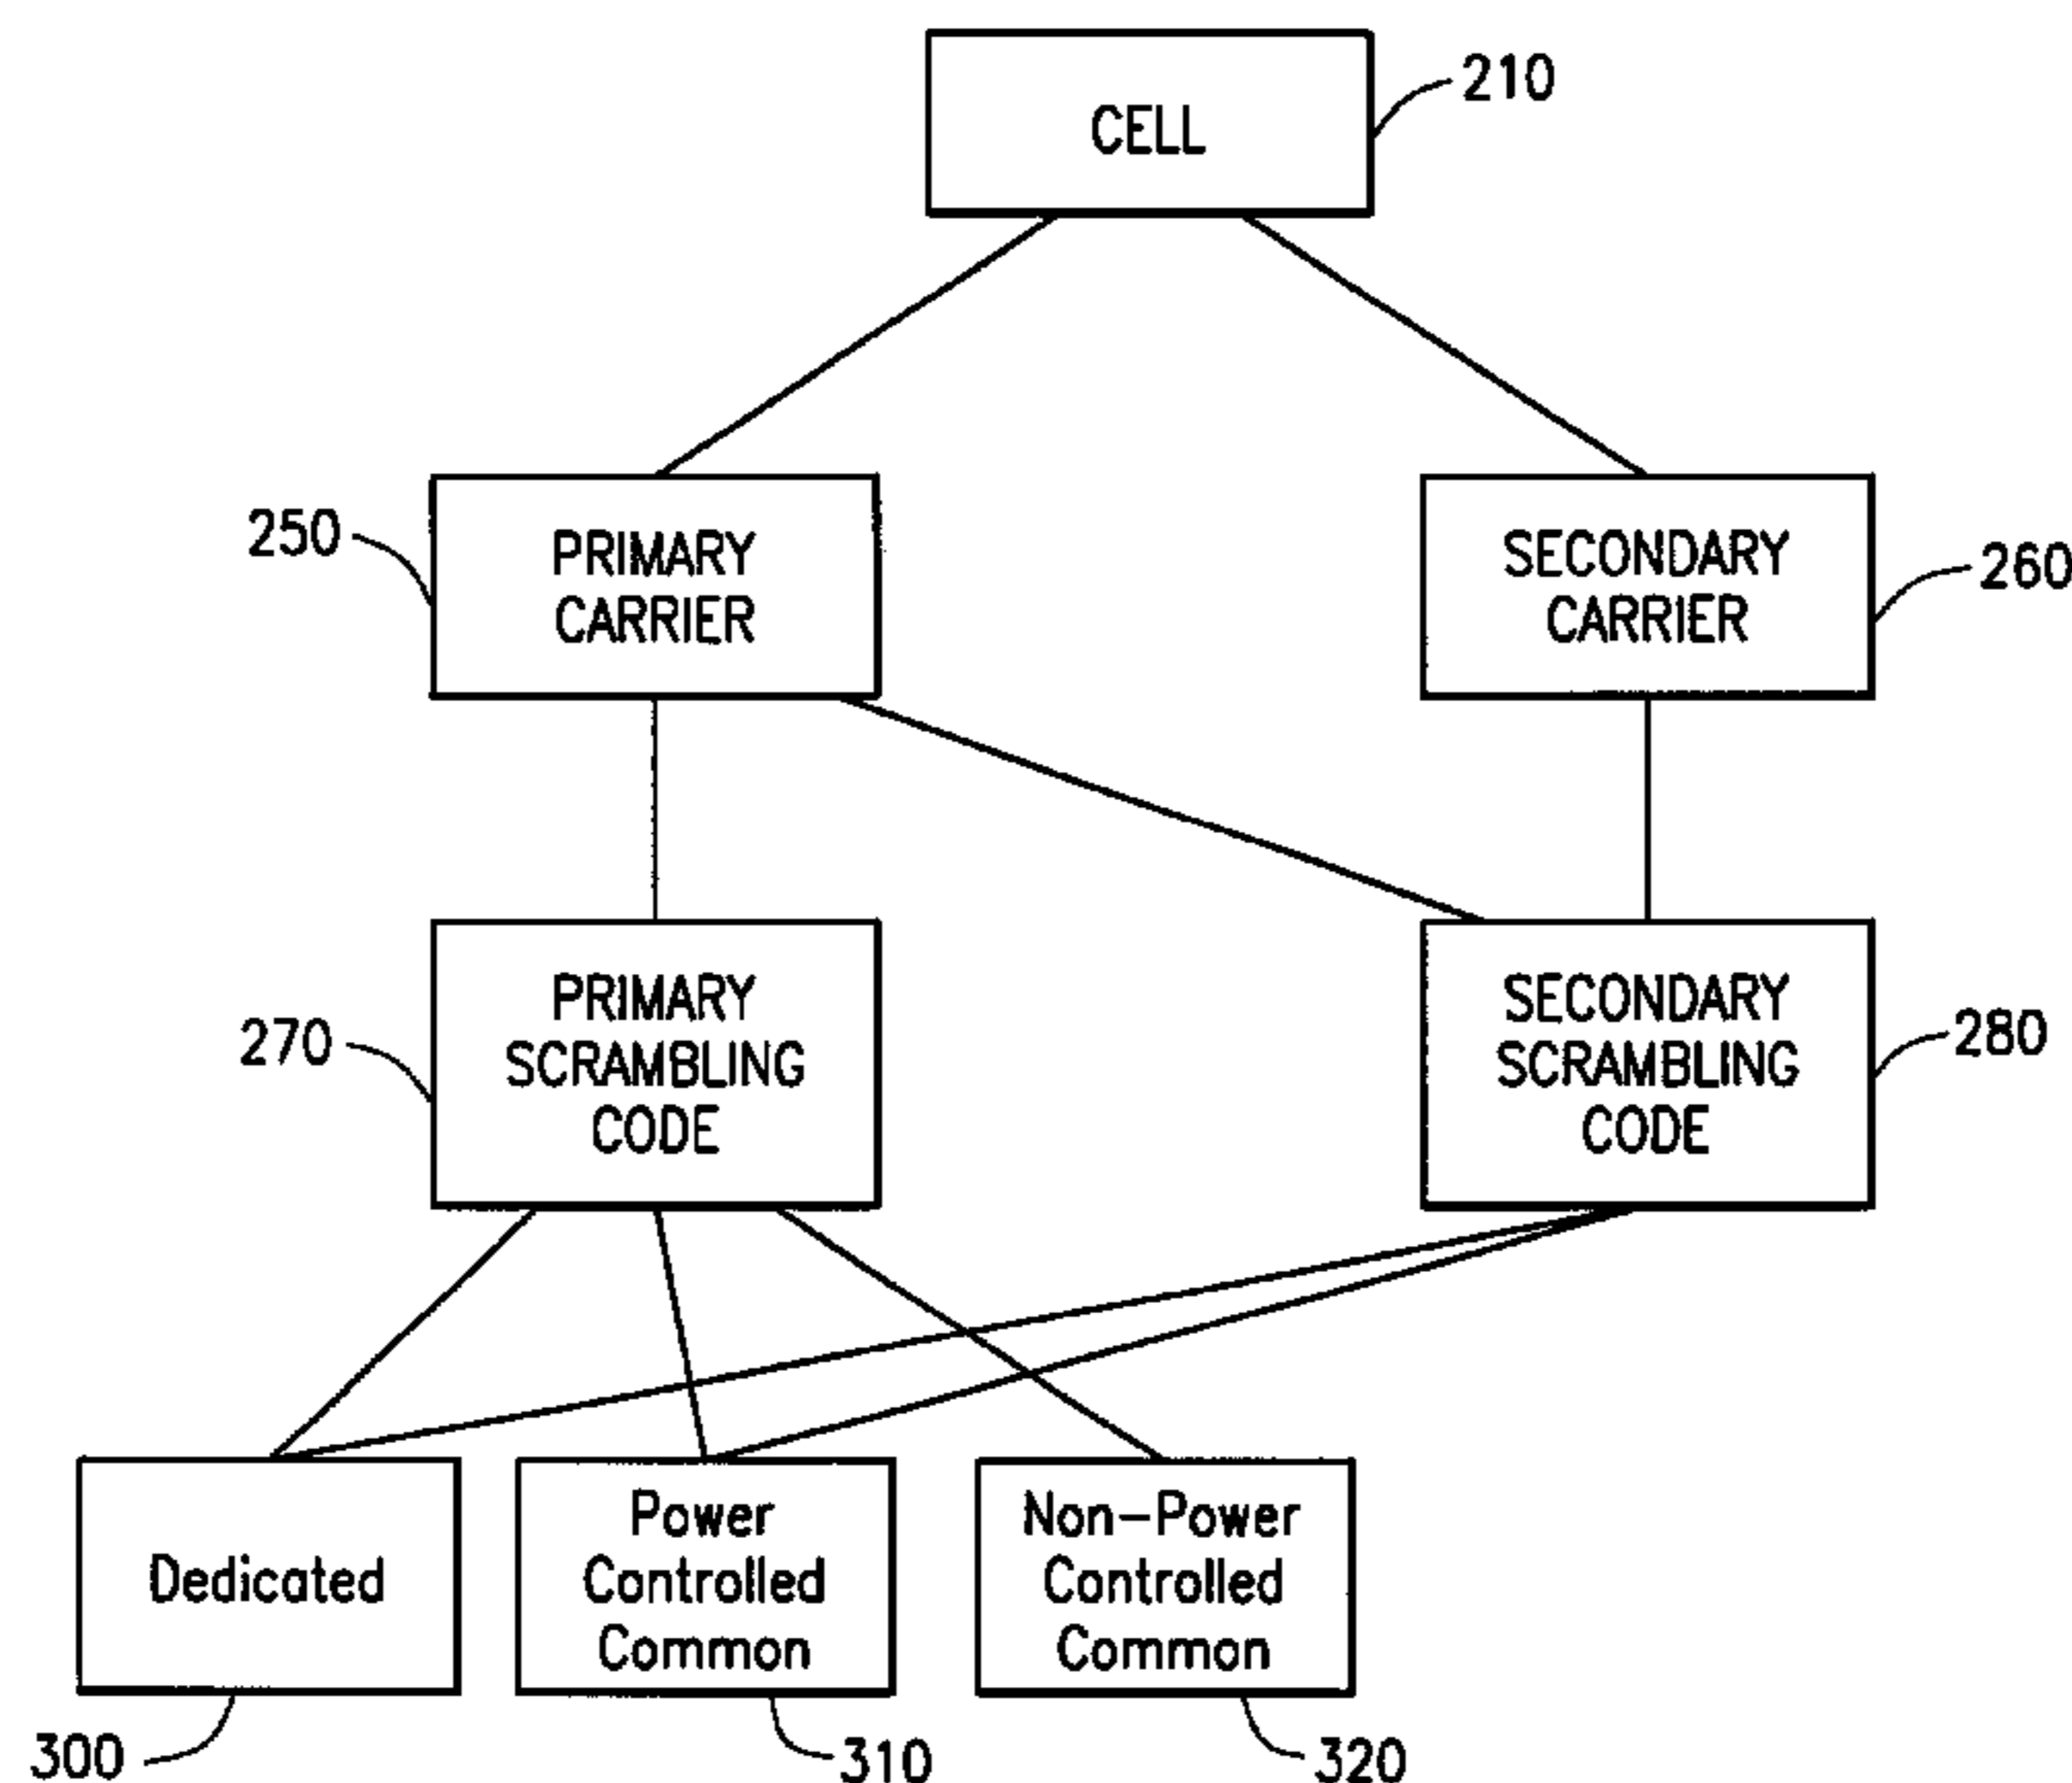 CELL
210
250
PRIMARY
CARRIER
SECONDARY
CARRIER
260
270
PRIMARY
SCRAMBLING
CODE
SECONDARY
SCRAMBLING
CODE
280
Dedicated
Power
Controlled
Common
Non-Power
Controlled
Common
300
310
320